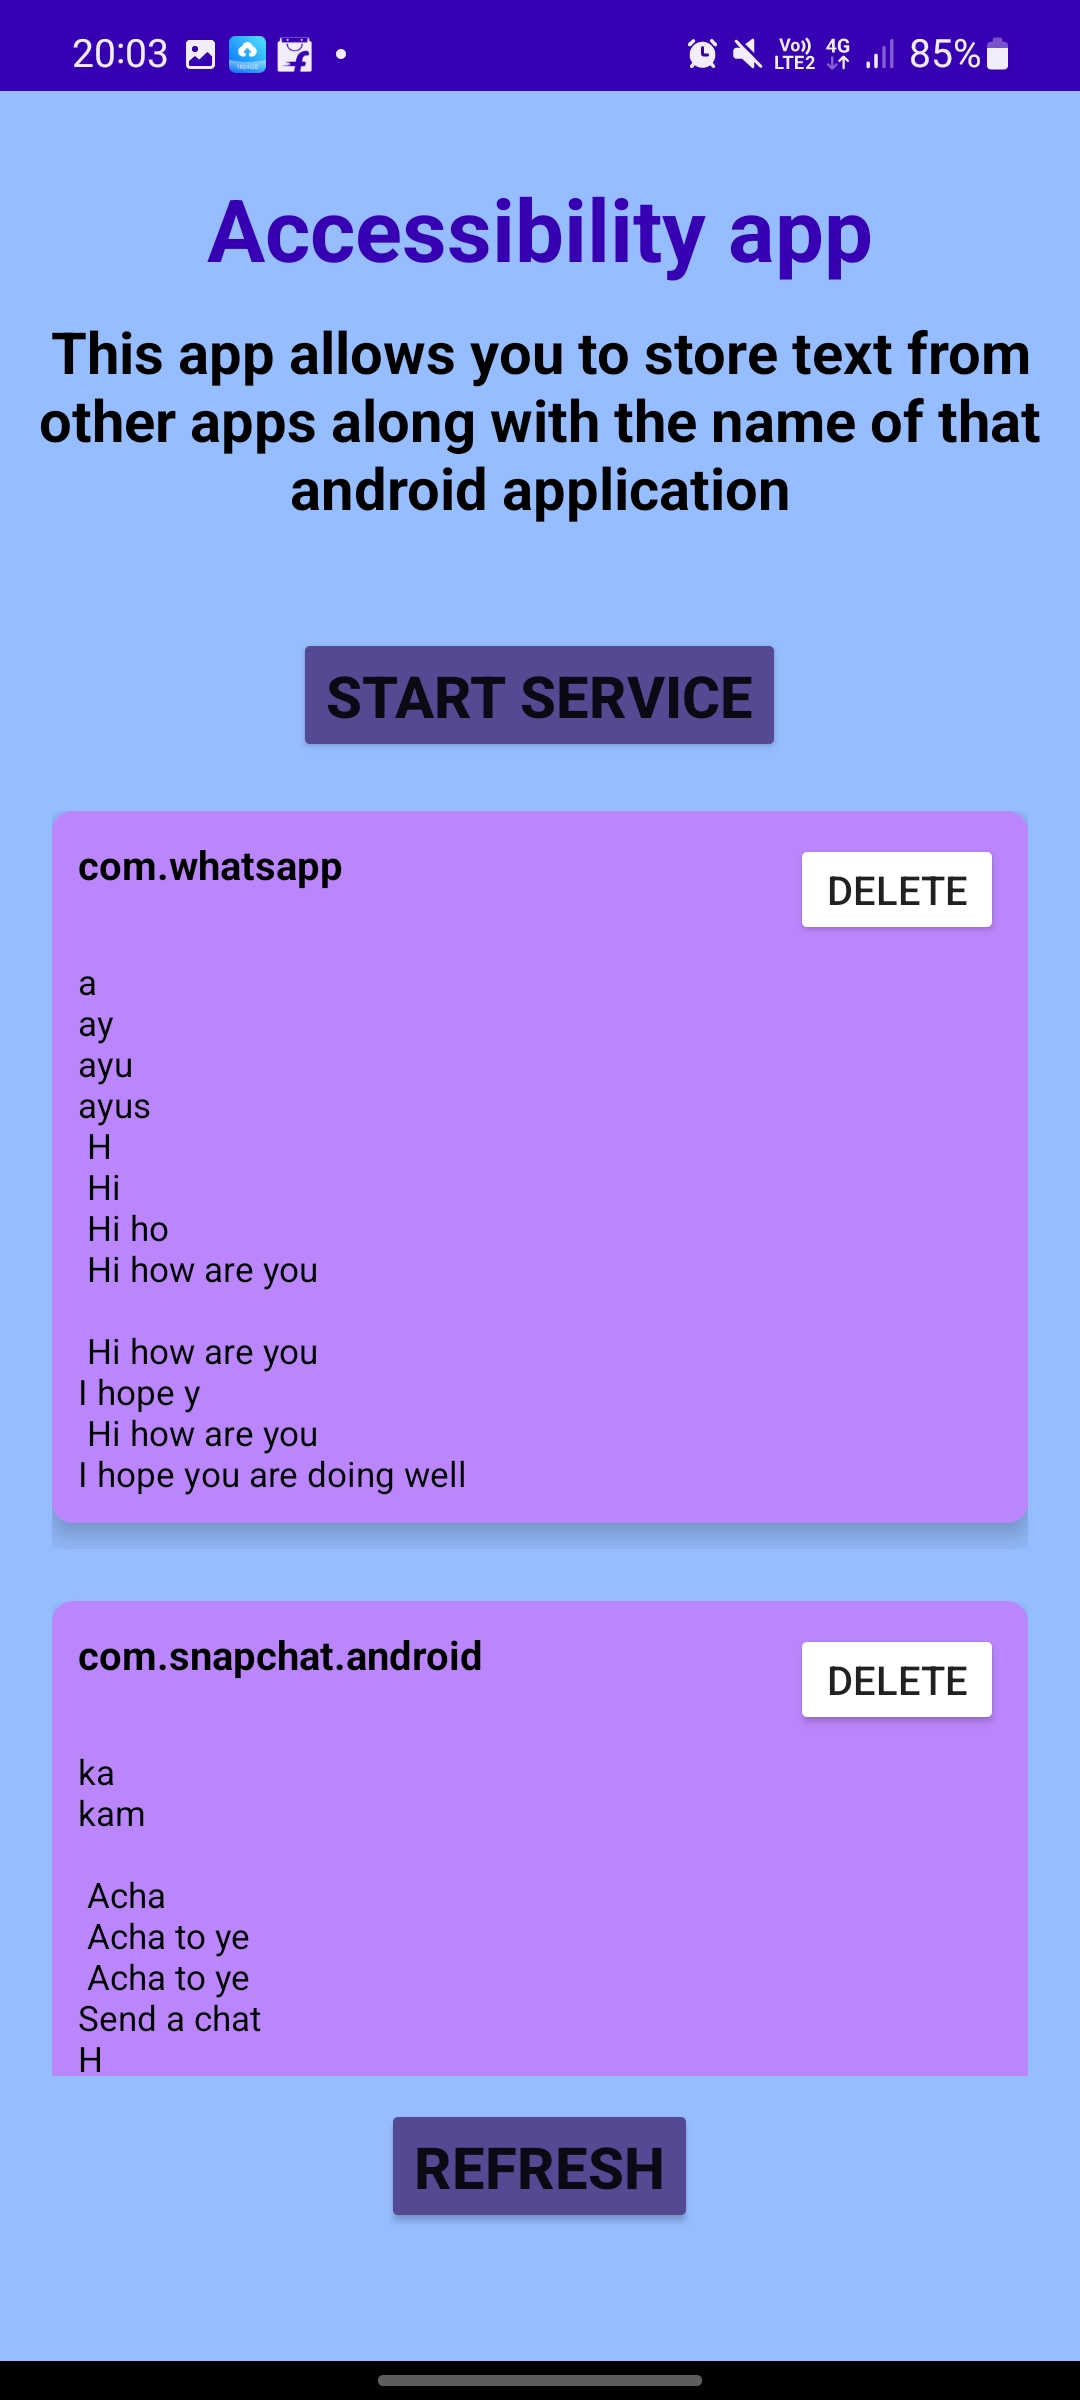 20:03
Vo)) LTE2 4G 85%
Accessibility app
This app allows you to store text from
other apps along with the name of that
android application
START SERVICE
com.whatsapp
DELETE
a
ay
ayu
ayus
H
Hi
Hi ho
Hi how are you
Hi how are you
I hope y
Hi how are you
I hope you are doing well
com.snapchat.android
DELETE
ka
kam
Acha
Acha to ye
Acha to ye
Send a chat
H
REFRESH